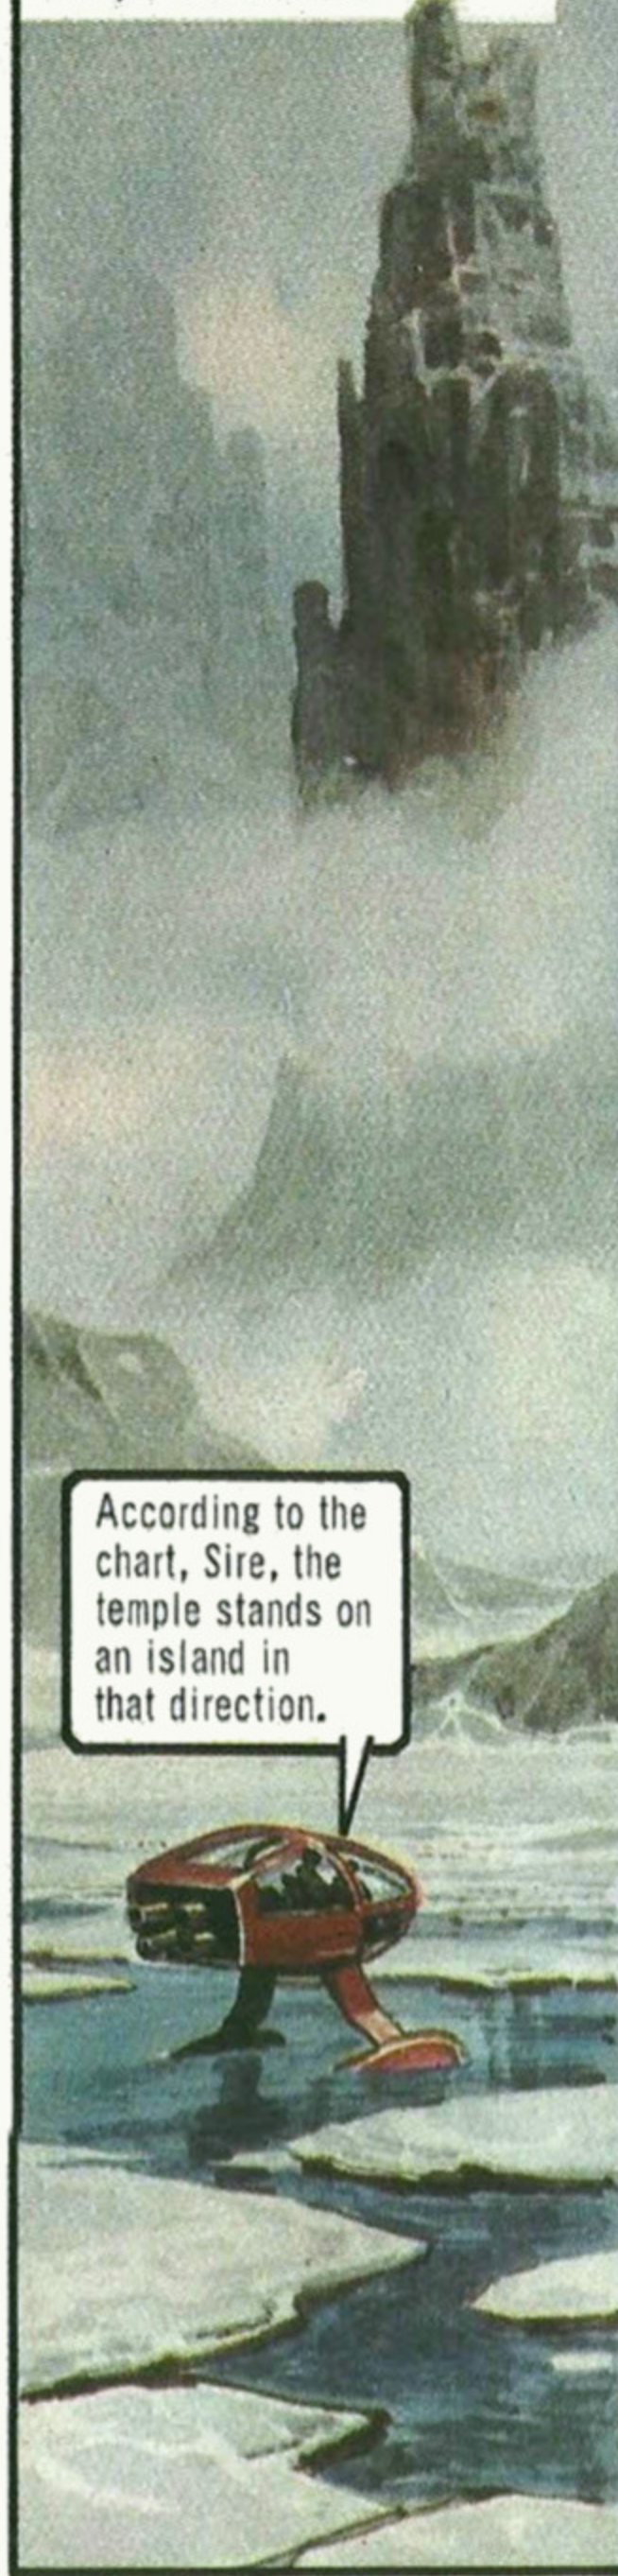 According to the
chart, Sire, the
temple stands on
an island in
that direction.